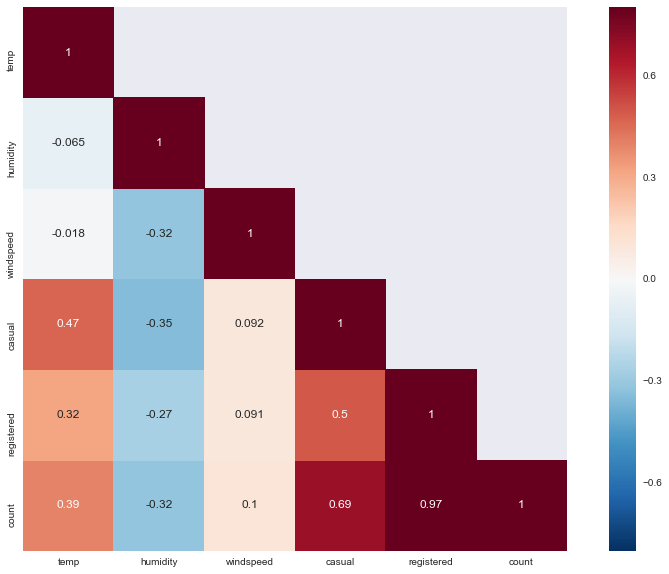 temp 1
humidity -0.065 1
windspeed -0.018 -0.32 1
casual 0.47 -0.35 0.092 1
registered 0.32 -0.27 0.091 0.5 1
count 0.39 -0.32 0.1 0.69 0.97 1
temp humidity windspeed casual registered count
0.6
0.3
0.0
−0.3
−0.6